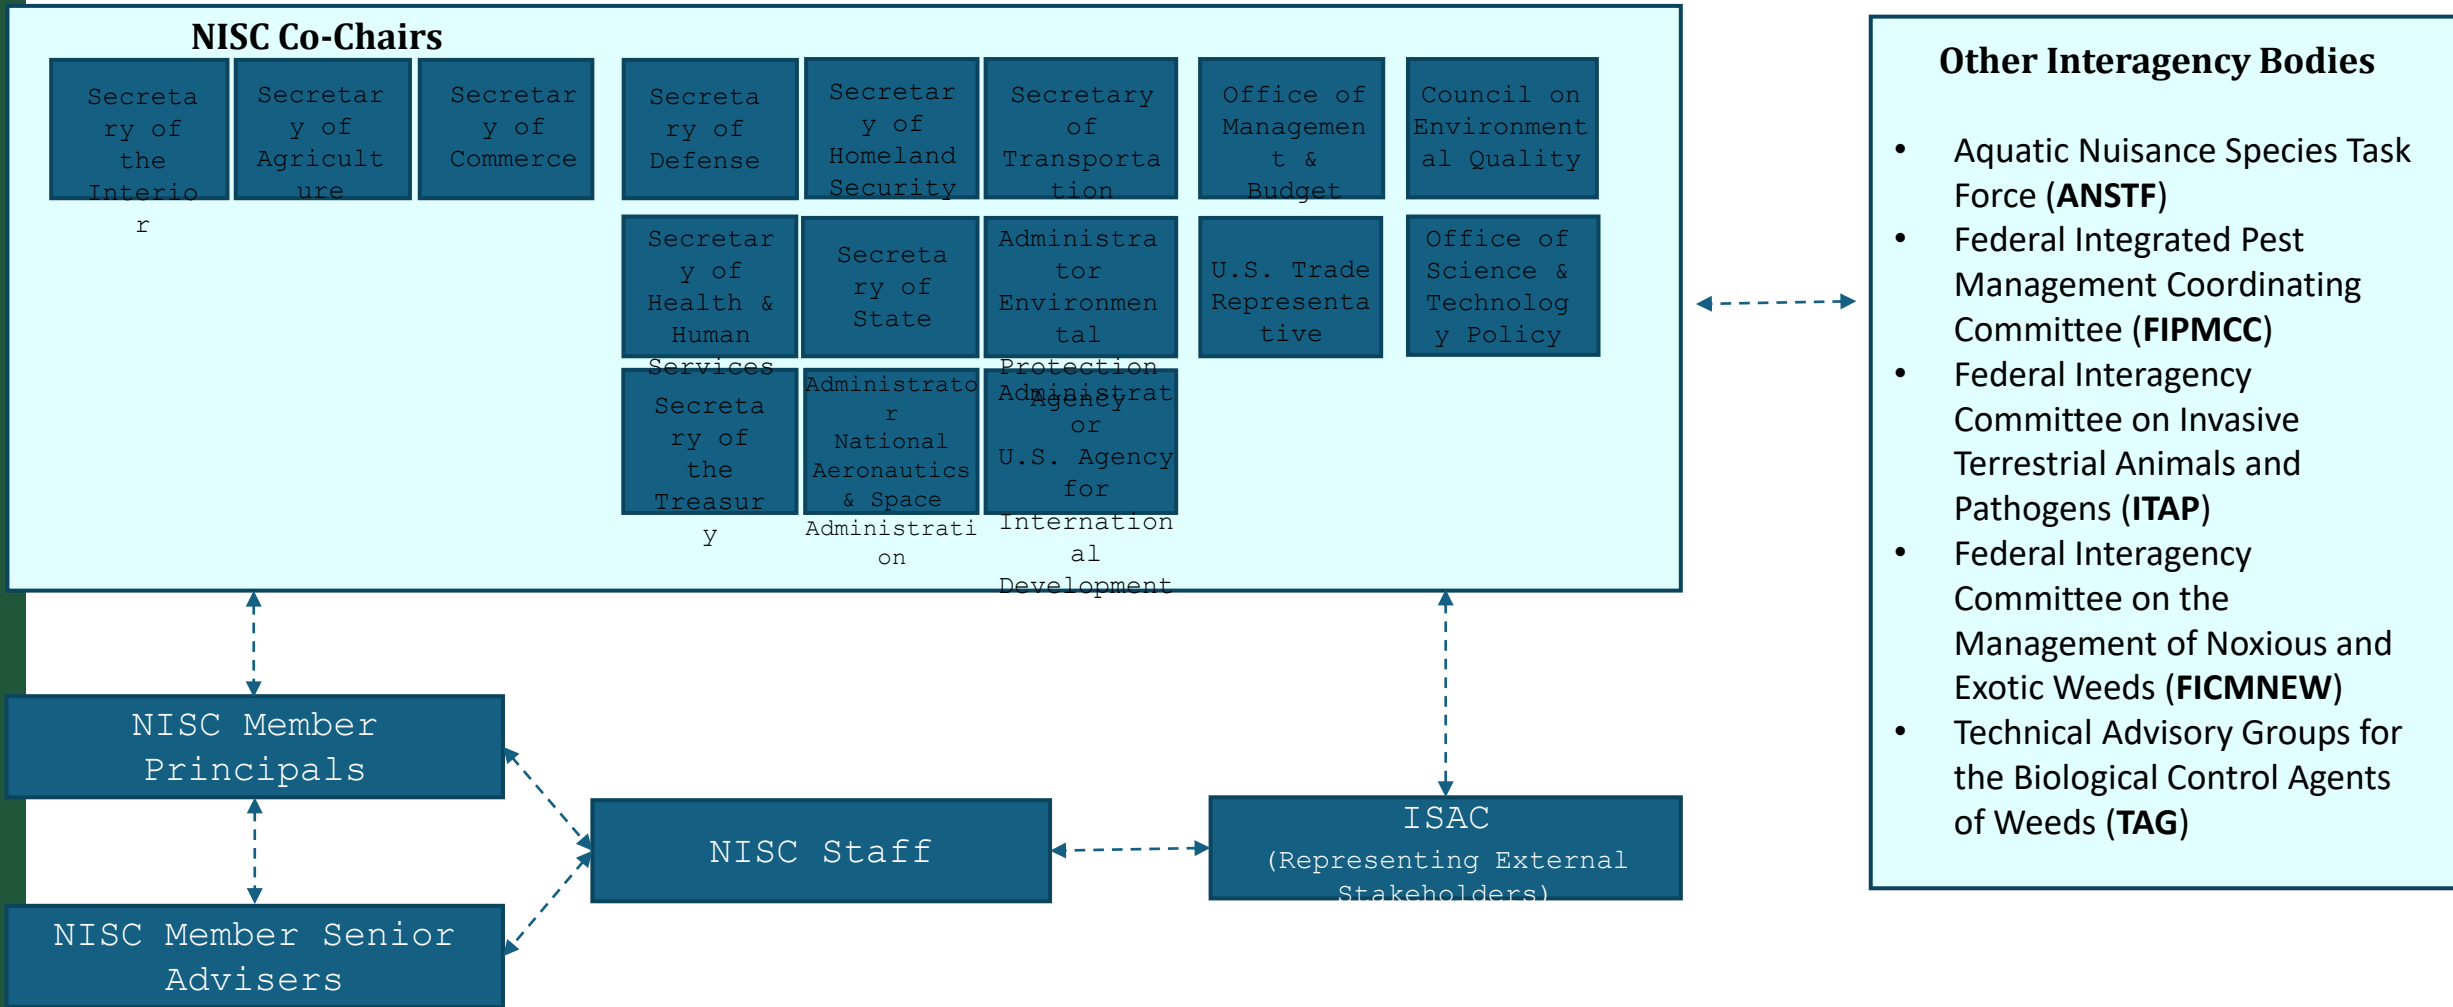 NISC Co-Chairs
Secreta
ry of
the
Interio
r
Secretar
y of
Agricult
ure
Secretar
y of
Commerce
Secreta
ry of
Defense
Secretar
y of
Homeland
Security
Secretary
of
Transporta
tion
Office of
Managemen
t &
Budget
Council on
Environment
al Quality
Secretar
y of
Health &
Human
Services
Secreta
ry of
State
Administra
tor
Environmen
tal
Protection
Agency
U.S. Trade
Representa
tive
Office of
Science &
Technolog
y Policy
Secreta
ry of
the
Treasur
y
Administrato
r
National
Aeronautics
& Space
Administrati
on
Administrat
or
U.S. Agency
for
Internation
al
Development
NISC Member
Principals
NISC Member Senior
Advisers
NISC Staff
ISAC
(Representing External
Stakeholders)
Other Interagency Bodies
• Aquatic Nuisance Species Task
Force (ANSTF)
• Federal Integrated Pest
Management Coordinating
Committee (FIPMCC)
• Federal Interagency
Committee on Invasive
Terrestrial Animals and
Pathogens (ITAP)
• Federal Interagency
Committee on the
Management of Noxious and
Exotic Weeds (FICMNEW)
• Technical Advisory Groups for
the Biological Control Agents
of Weeds (TAG)